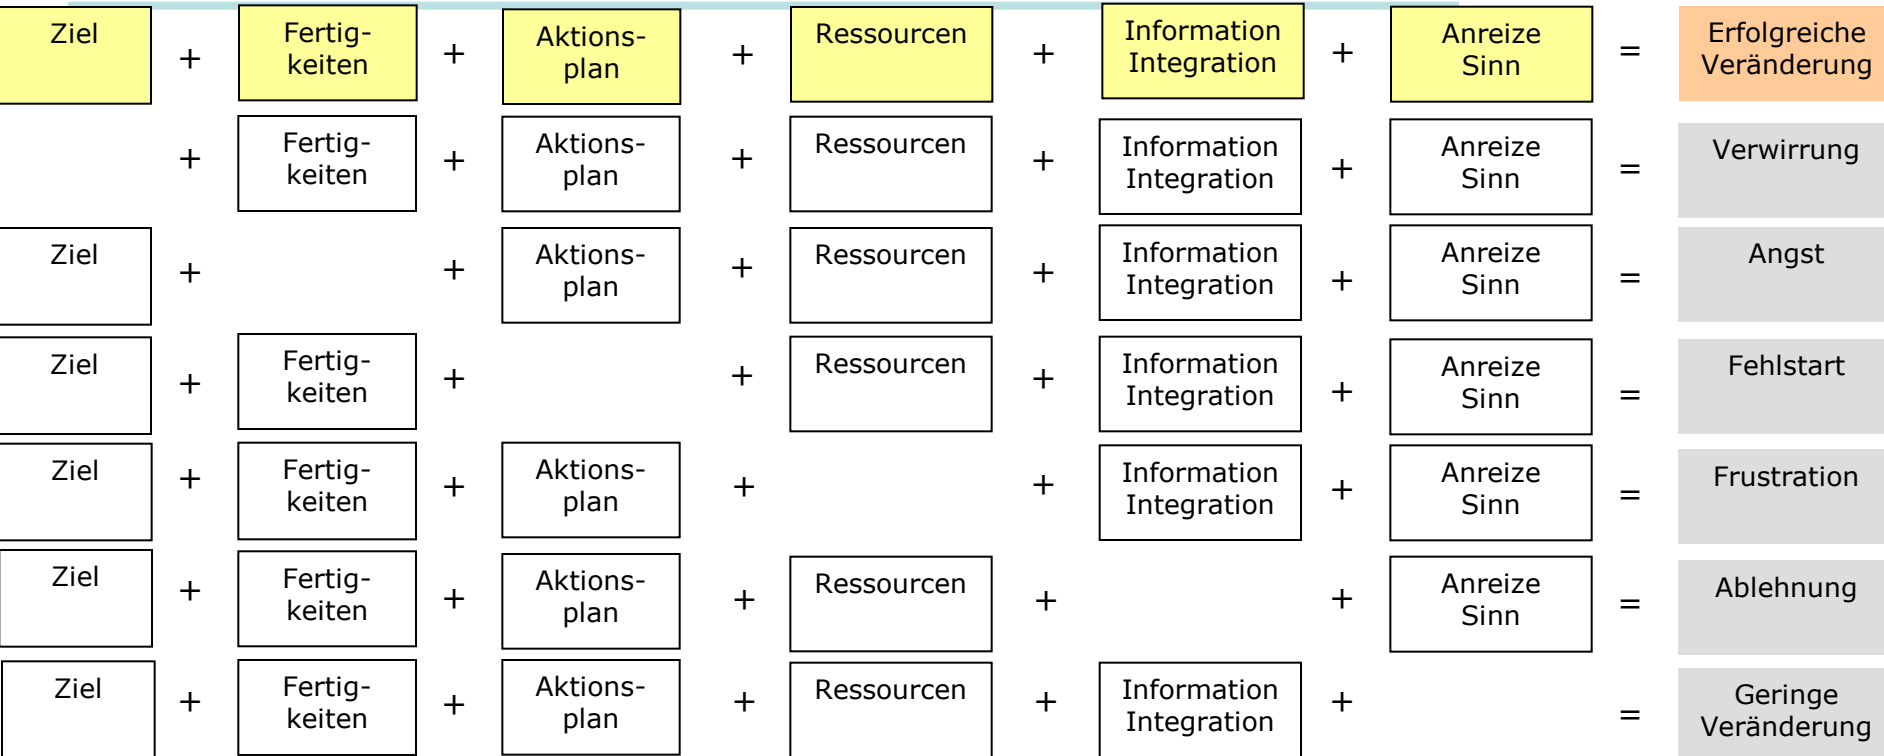 Ziel + Fertig- + Aktions- + Ressourcen + Information + Anreize = Erfolgreiche
keiten plan Integration Sinn Veränderung
+ Fertig- + Aktions- + Ressourcen + Information + Anreize = Verwirrung
keiten plan Integration Sinn
Ziel + + Aktions- + Ressourcen + Information + Anreize = Angst
plan Integration Sinn
Ziel + Fertig- + + Ressourcen + Information + Anreize = Fehlstart
keiten Integration Sinn
Ziel + Fertig- + Aktions- + + Information + Anreize = Frustration
keiten plan Integration Sinn
Ziel + Fertig- + Aktions- + Ressourcen + + Anreize = Ablehnung
keiten plan Sinn
Ziel + Fertig- + Aktions- + Ressourcen + Information + = Geringe
keiten plan Integration Veränderung